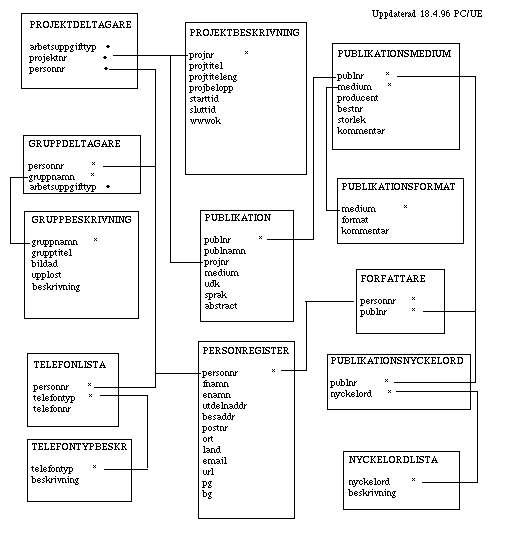 Uppdaterad 18.4.96 PC/UE
PROJEKTDELTAGARE
arbetsuppgifttyp
projektnr
personnr
PROJEKTBESKRIVNING
projnr
projtitel
projtiteleng
projbelopp
starttid
sluttid
wwwok
PUBLIKATIONSMEDIUM
publnr
medium
producent
bestnr
storlek
kommentar
GRUPPDELTAGARE
personnr
gruppnamn
arbetsuppgifttyp
PUBLIKATIONSFORMAT
medium
format
kommentar
GRUPPBESKRIVNING
gruppnamn
grupptitel
bildad
upplost
beskrivning
PUBLIKATION
publnr
publnamn
projnr
medium
udk
sprak
abstract
FORFATTARE
personnr
publnr
TELEFONLISTA
personnr
telefontyp
telefonnr
PERSONREGISTER
personnr
fnamn
enamn
utdelnaddr
besaddr
postnr
ort
land
email
url
pg
bg
PUBLIKATIONSNYCKELORD
publnr
nyckelord
TELEFONTYPBESKR
telefontyp
beskrivning
NYCKELORDLISTA
nyckelord
beskrivning